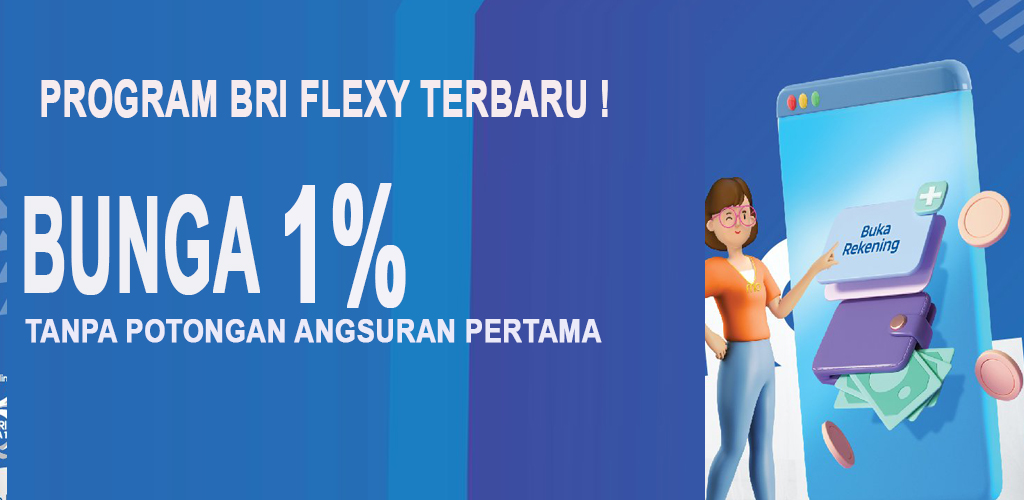 PROGRAM BRI FLEXY TERBARU !
BUNGA 1%
TANPA POTONGAN ANGSURAN PERTAMA
Buka
Rekening